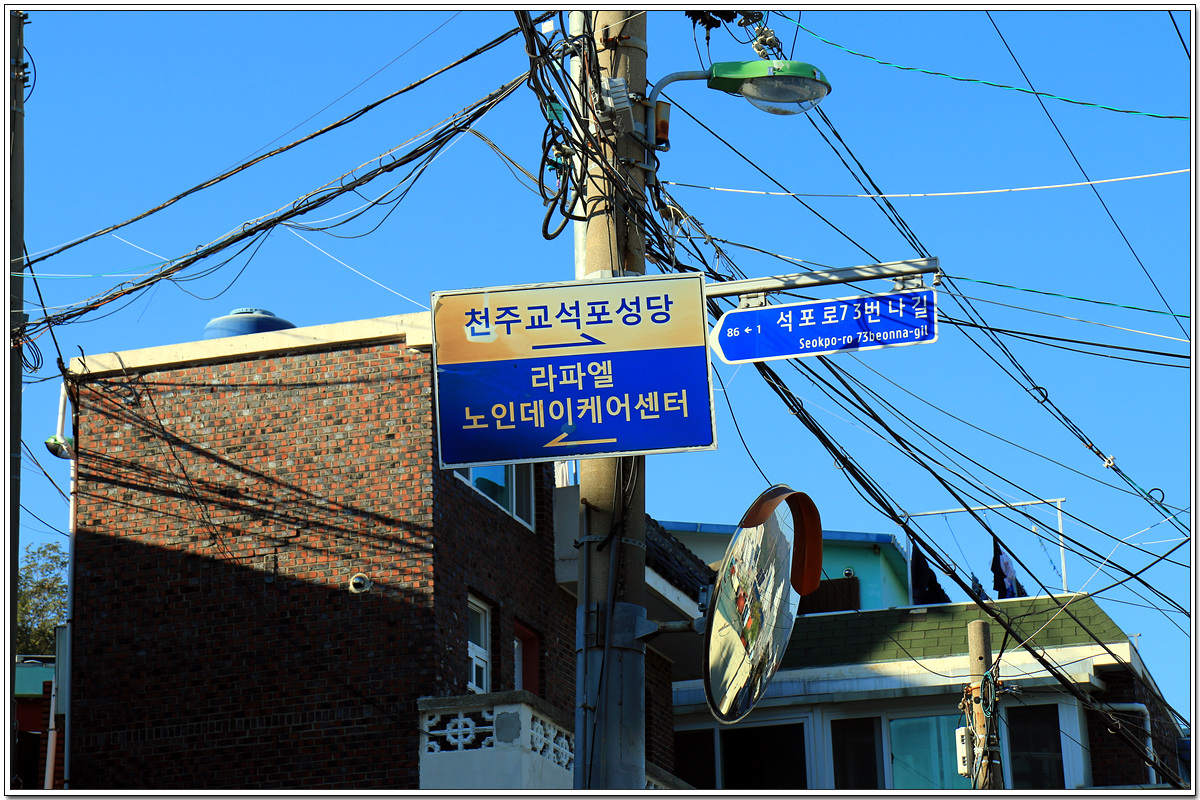 천주교석포성당
라파엘
노인데이케어센터
86 ← 1 석포로73번나길
Seokpo-ro 73beonna-gil